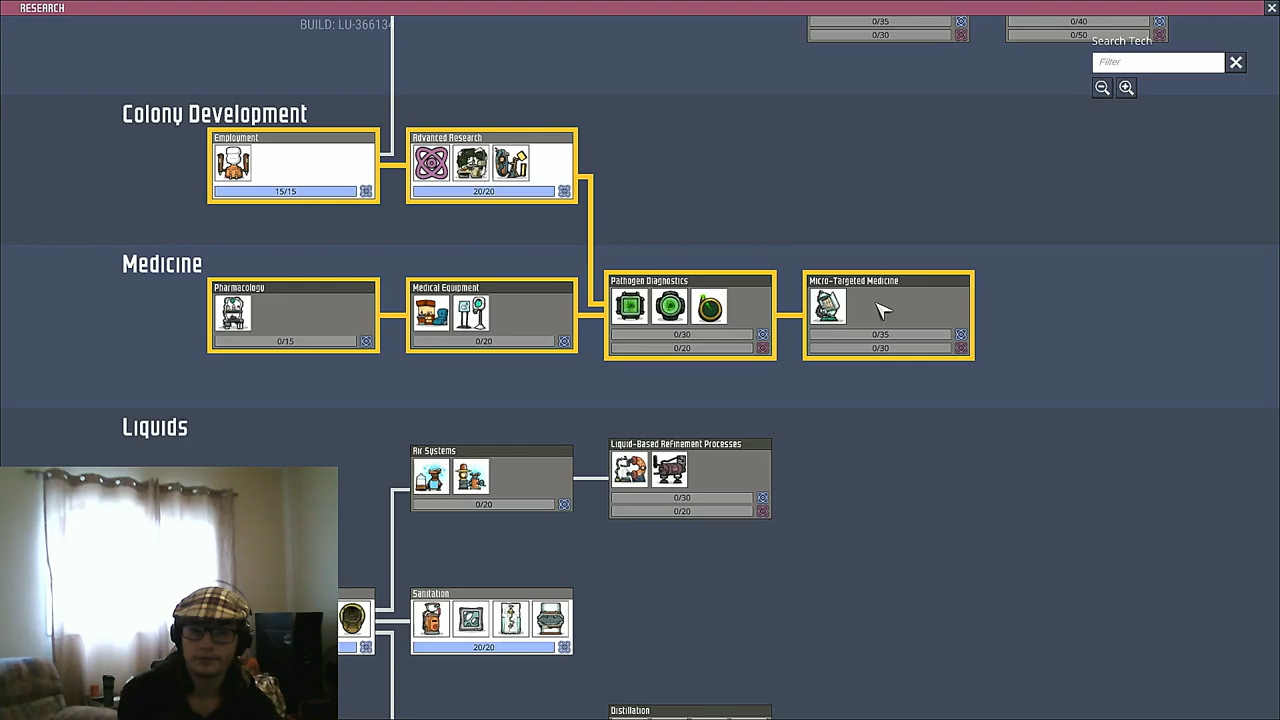 RESEARCH
BUILD: LU-366134
0/35
0/30
0/40
0/50
Search Tech
Filter
Colony Development
Employment
15/15
Advanced Research
20/20
Medicine
Pharmacology
0/15
Medical Equipment
0/20
Pathogen Diagnostics
0/30
0/20
Micro-Targeted Medicine
0/35
0/30
Liquids
Air Systems
0/20
Liquid-Based Refinement Processes
0/30
0/20
Sanitation
20/20
Distillation